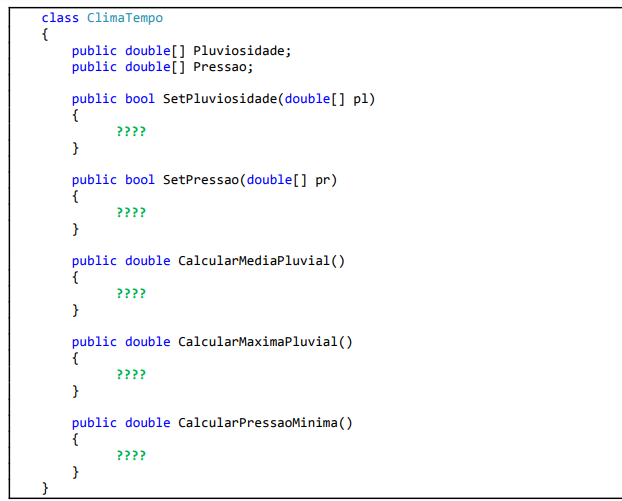 class ClimaTempo
{
public double[] Pluviosidade;
public double[] Pressao;
public bool SetPluviosidade(double[] pl)
{
????
}
public bool SetPressao(double[] pr)
{
????
}
public double CalcularMediaPluvial()
{
????
}
public double CalcularMaximaPluvial()
{
????
}
public double CalcularPressaoMinima()
{
????
}
}